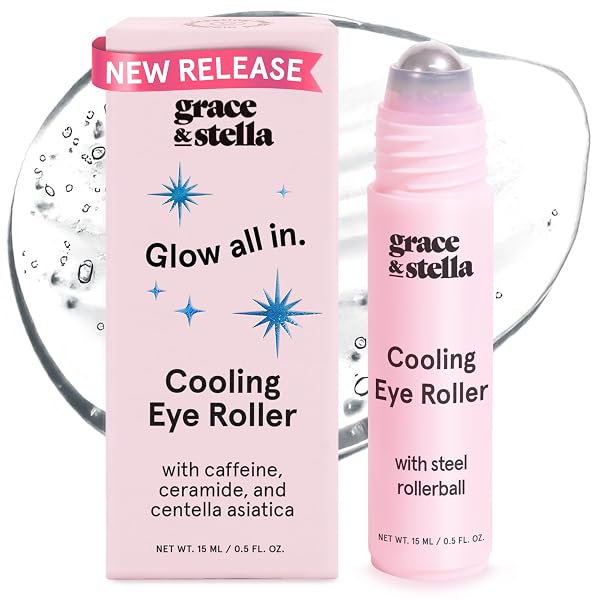 NEW RELEASE
grace
& stella
Glow all in.
Cooling
Eye Roller
with caffeine,
ceramide, and
centella asiatica
NET WT. 15 ML / 0.5 FL. OZ.
grace
& stella
Cooling
Eye Roller
with steel
rollerball
NET WT. 15 ML / 0.5 FL. OZ.